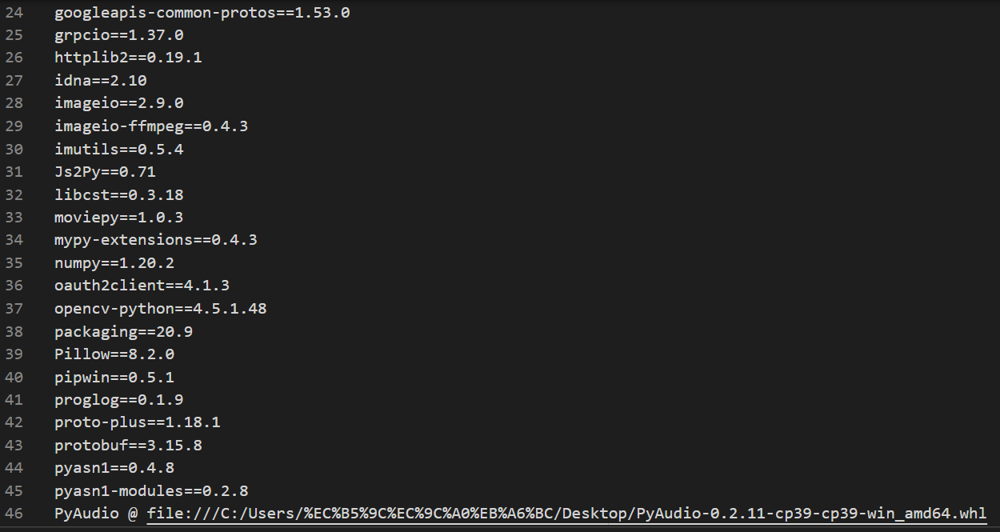 24 googleapis-common-protos==1.53.0
25 grpcio==1.37.0
26 httplib2==0.19.1
27 idna==2.10
28 imageio==2.9.0
29 imageio-ffmpeg==0.4.3
30 imutils==0.5.4
31 Js2Py==0.71
32 libcst==0.3.18
33 moviepy==1.0.3
34 mypy-extensions==0.4.3
35 numpy==1.20.2
36 oauth2client==4.1.3
37 opencv-python==4.5.1.48
38 packaging==20.9
39 Pillow==8.2.0
40 pipwin==0.5.1
41 proglog==0.1.9
42 proto-plus==1.18.1
43 protobuf==3.15.8
44 pyasn1==0.4.8
45 pyasn1-modules==0.2.8
46 PyAudio @ file:///C:/Users/%EC%B5%9C%EC%9C%A0%EB%A6%BC/Desktop/PyAudio-0.2.11-cp39-cp39-win_amd64.whl